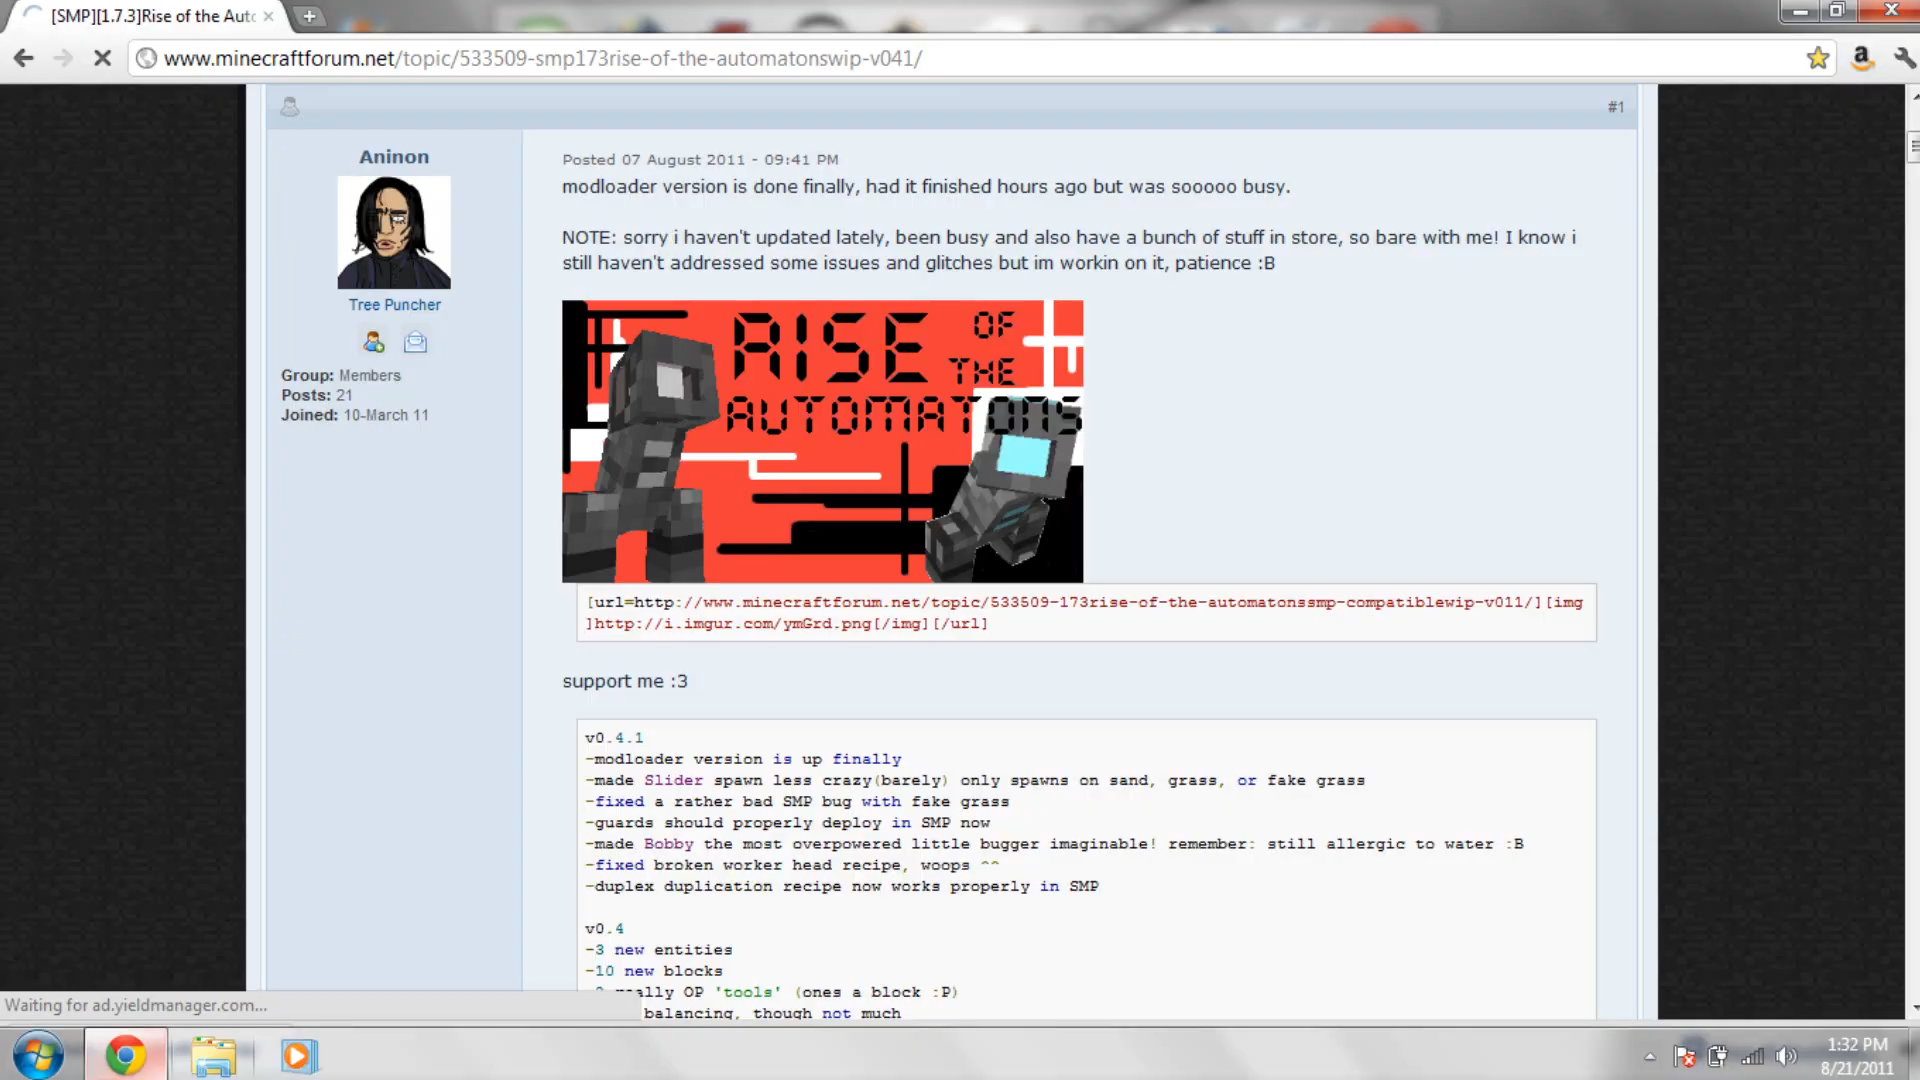 [SMP][1.7.3]Rise of the Auto
www.minecraftforum.net/topic/533509-smp173rise-of-the-automatonswip-v041/
#1
Aninon
Tree Puncher
Group: Members
Posts: 21
Joined: 10-March 11
Posted 07 August 2011 - 09:41 PM
modloader version is done finally, had it finished hours ago but was sooooo busy.
NOTE: sorry i haven't updated lately, been busy and also have a bunch of stuff in store, so bare with me! I know i
still haven't addressed some issues and glitches but im workin on it, patience :B
RISE OF
THE
AUTOMATONS
[url=http://www.minecraftforum.net/topic/533509-173rise-of-the-automatonssmp-compatiblewip-v011/][img
]http://i.imgur.com/ymGrd.png[/img][/url]
support me :3
v0.4.1
-modloader version is up finally
-made Slider spawn less crazy(barely) only spawns on sand, grass, or fake grass
-fixed a rather bad SMP bug with fake grass
-guards should properly deploy in SMP now
-made Bobby the most overpowered little bugger imaginable! remember: still allergic to water :B
-fixed broken worker head recipe, woops ^^
-duplex duplication recipe now works properly in SMP
v0.4
-3 new entities
-10 new blocks
really OP 'tools' (ones a block :P)
balancing, though not much
Waiting for ad.yieldmanager.com...
1:32 PM
8/21/2011